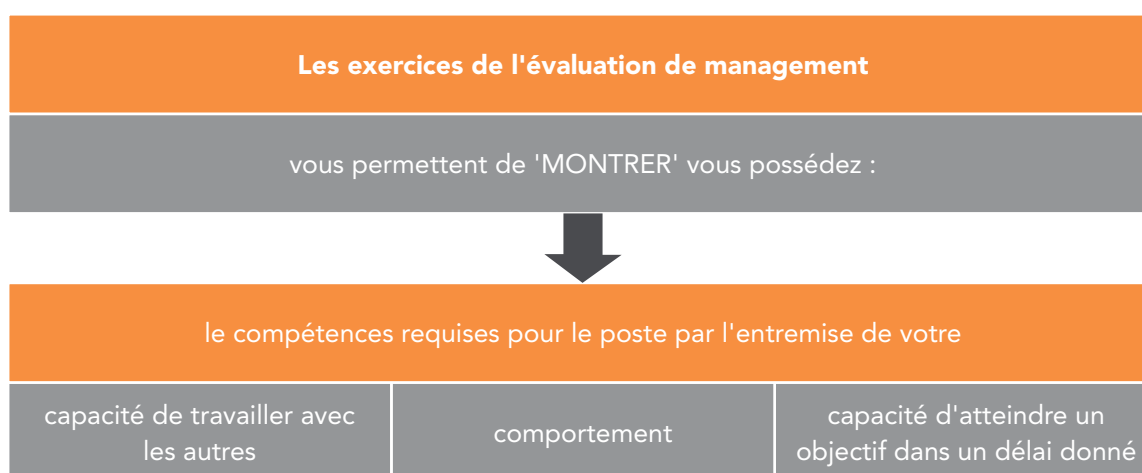 Les exercices de l'évaluation de management
vous permettent de 'MONTRER' vous possédez :
le compétences requises pour le poste par l'entremise de votre
capacité de travailler avec
les autres
comportement
capacité d'atteindre un
objectif dans un délai donné